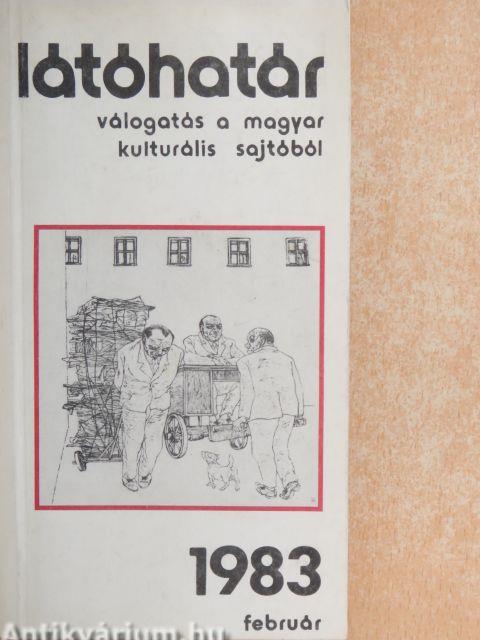 látóhatár
válogatás a magyar
kulturális sajtóból
1983
február
Antikvárium.hu